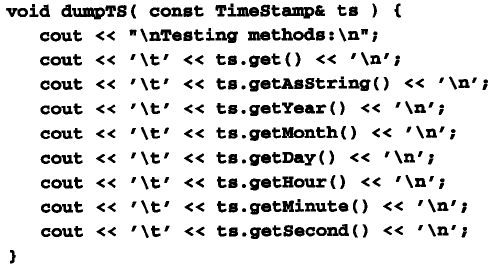 void dumpTS( const TimeStamp& ts ) {
cout << "\nTesting methods:\n";
cout << '\t' << ts.get() << '\n';
cout << '\t' << ts.getAsString() << '\n';
cout << '\t' << ts.getYear() << '\n';
cout << '\t' << ts.getMonth() << '\n';
cout << '\t' << ts.getDay() << '\n';
cout << '\t' << ts.getHour() << '\n';
cout << '\t' << ts.getMinute() << '\n';
cout << '\t' << ts.getSecond() << '\n';
}